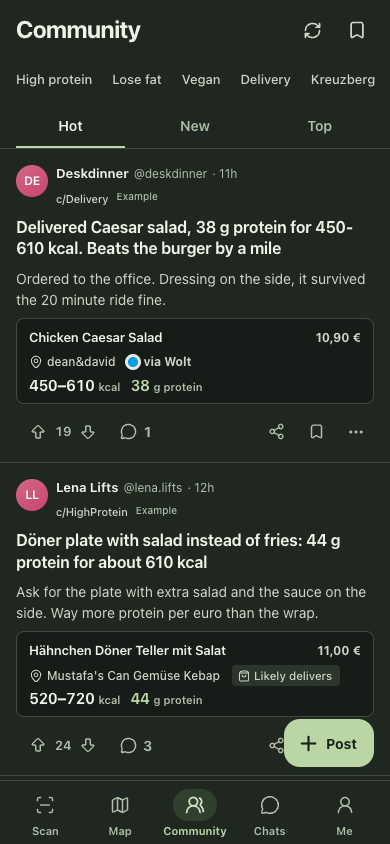 Community
High protein Lose fat Vegan Delivery Kreuzberg
Hot New Top
DE Deskdinner @deskdinner · 11h
c/Delivery Example
Delivered Caesar salad, 38 g protein for 450-
610 kcal. Beats the burger by a mile
Ordered to the office. Dressing on the side, it survived
the 20 minute ride fine.
Chicken Caesar Salad 10,90 €
dean&david via Wolt
450–610 kcal 38 g protein
19 1
LL Lena Lifts @lena.lifts · 12h
c/HighProtein Example
Döner plate with salad instead of fries: 44 g
protein for about 610 kcal
Ask for the plate with extra salad and the sauce on the
side. Way more protein per euro than the wrap.
Hähnchen Döner Teller mit Salat 11,00 €
Mustafa's Can Gemüse Kebap Likely delivers
520–720 kcal 44 g protein
24 3 Post
Scan Map Community Chats Me